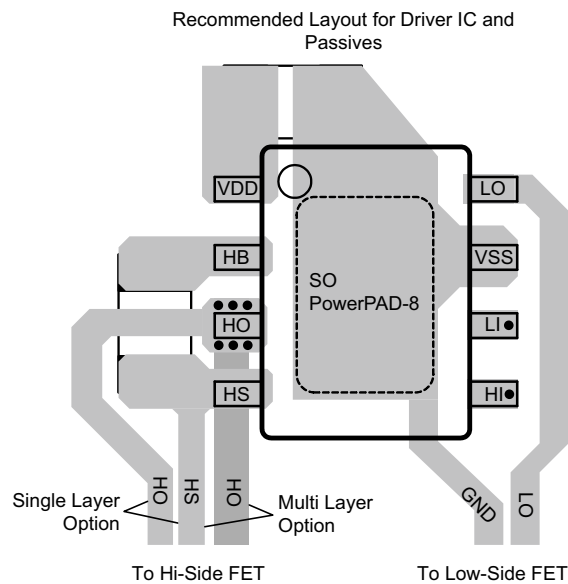 Recommended Layout for Driver IC and
Passives
VDD
LO
HB
VSS
SO
PowerPAD-8
HO
LI
HS
HI
HO
HS
HO
GND
LO
Single Layer
Option
Multi Layer
Option
To Hi-Side FET
To Low-Side FET